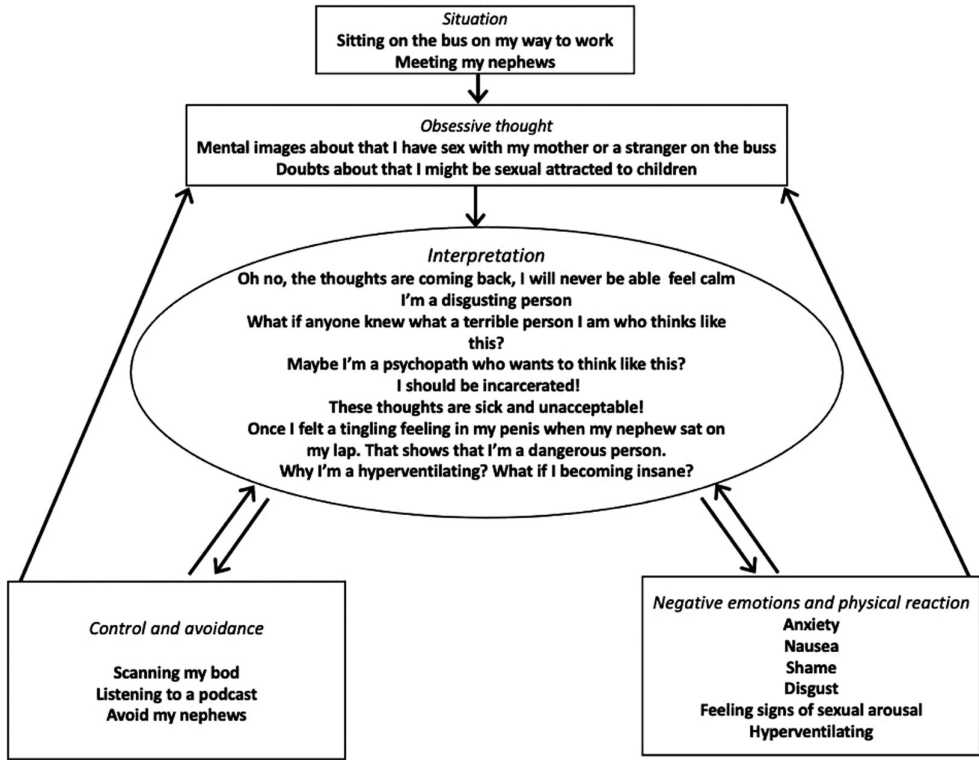 Situation
Sitting on the bus on my way to work
Meeting my nephews
Obsessive thought
Mental images about that I have sex with my mother or a stranger on the buss
Doubts about that I might be sexual attracted to children
Interpretation
Oh no, the thoughts are coming back, I will never be able  feel calm
I'm a disgusting person
What if anyone knew what a terrible person I am who thinks like
this?
Maybe I'm a psychopath who wants to think like this?
I should be incarcerated!
These thoughts are sick and unacceptable!
Once I felt a tingling feeling in my penis when my nephew sat on
my lap. That shows that I'm a dangerous person.
Why I'm a hyperventilating? What if I becoming insane?
Control and avoidance
Scanning my bod
Listening to a podcast
Avoid my nephews
Negative emotions and physical reaction
Anxiety
Nausea
Shame
Disgust
Feeling signs of sexual arousal
Hyperventilating